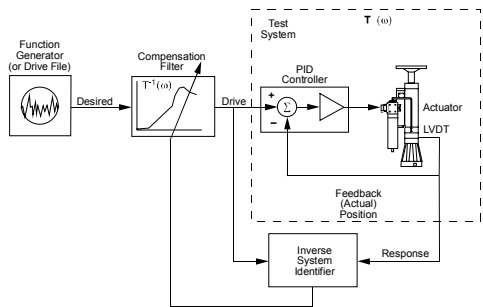 Test
System
T (ω)
Function
Generator
(or Drive File)
Compensation
Filter
PID
Controller
T⁻¹(ω)
Desired
Drive
+
Σ
−
Actuator
LVDT
Feedback
(Actual)
Position
Inverse
System
Identifier
Response